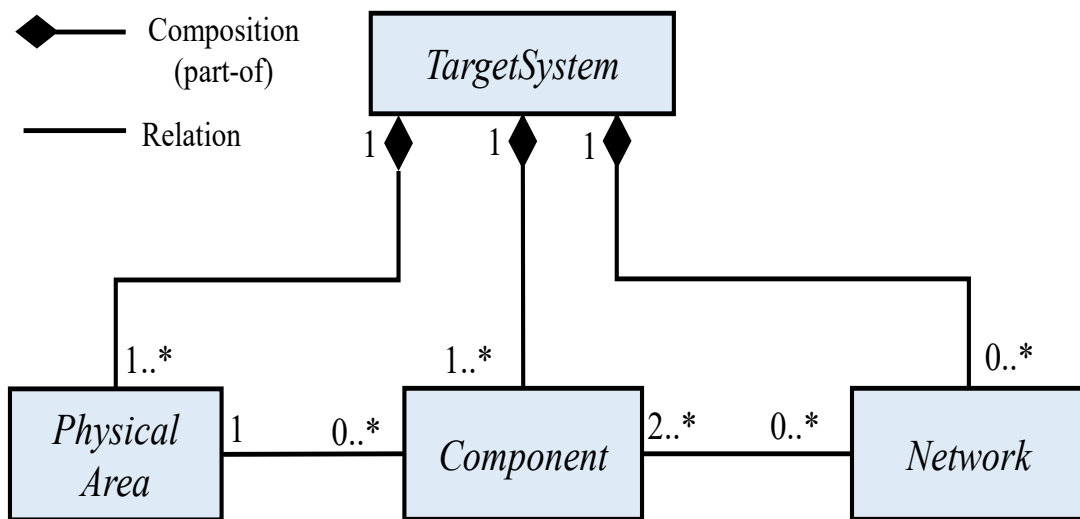 Composition
(part-of)
Relation
TargetSystem
1
1
1
1..*
1..*
0..*
Physical
Area
1
0..*
Component
2..*
0..*
Network